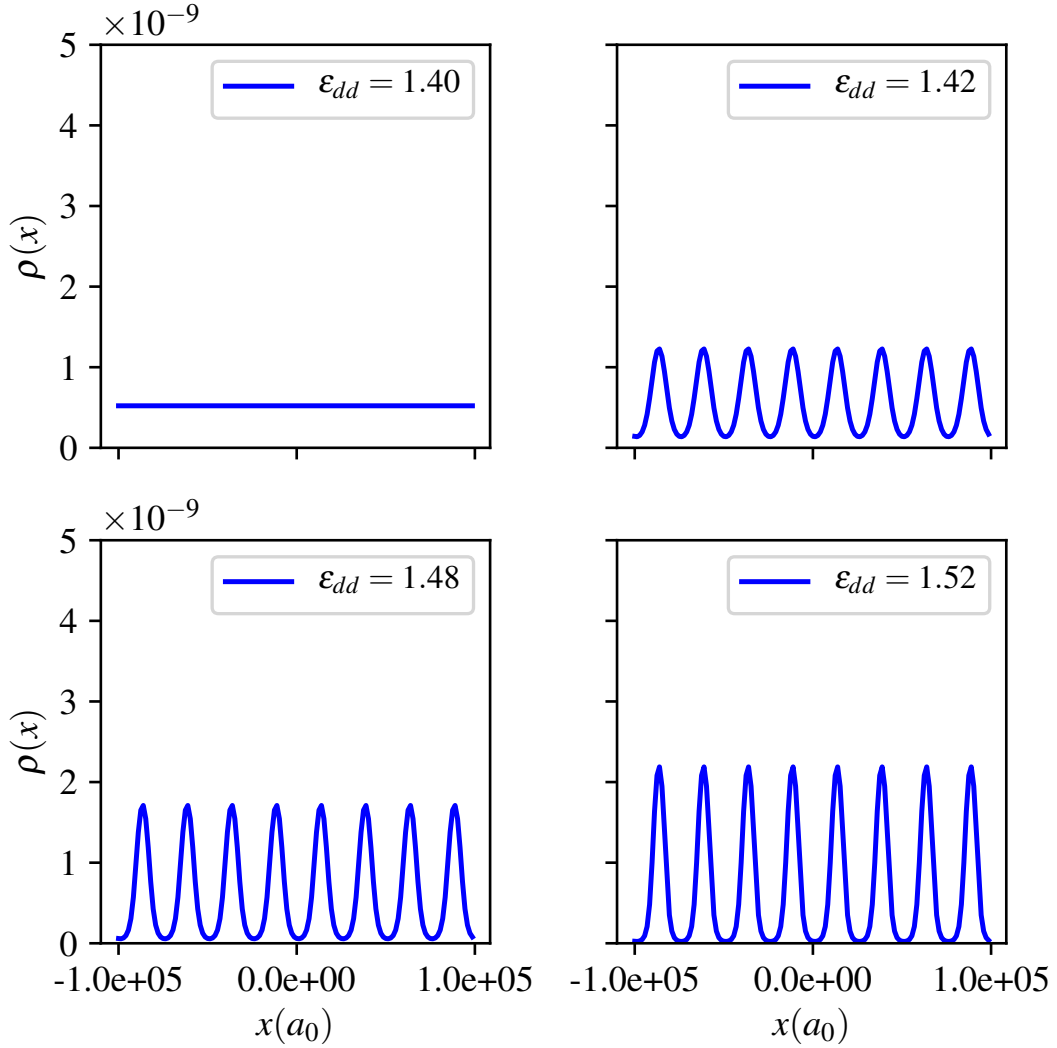 ×10⁻⁹
5
4
3
2
1
0
ρ(x)
ε_dd = 1.40
ε_dd = 1.42
×10⁻⁹
5
4
3
2
1
0
ρ(x)
ε_dd = 1.48
ε_dd = 1.52
-1.0e+05 0.0e+00 1.0e+05
x(a₀)
-1.0e+05 0.0e+00 1.0e+05
x(a₀)